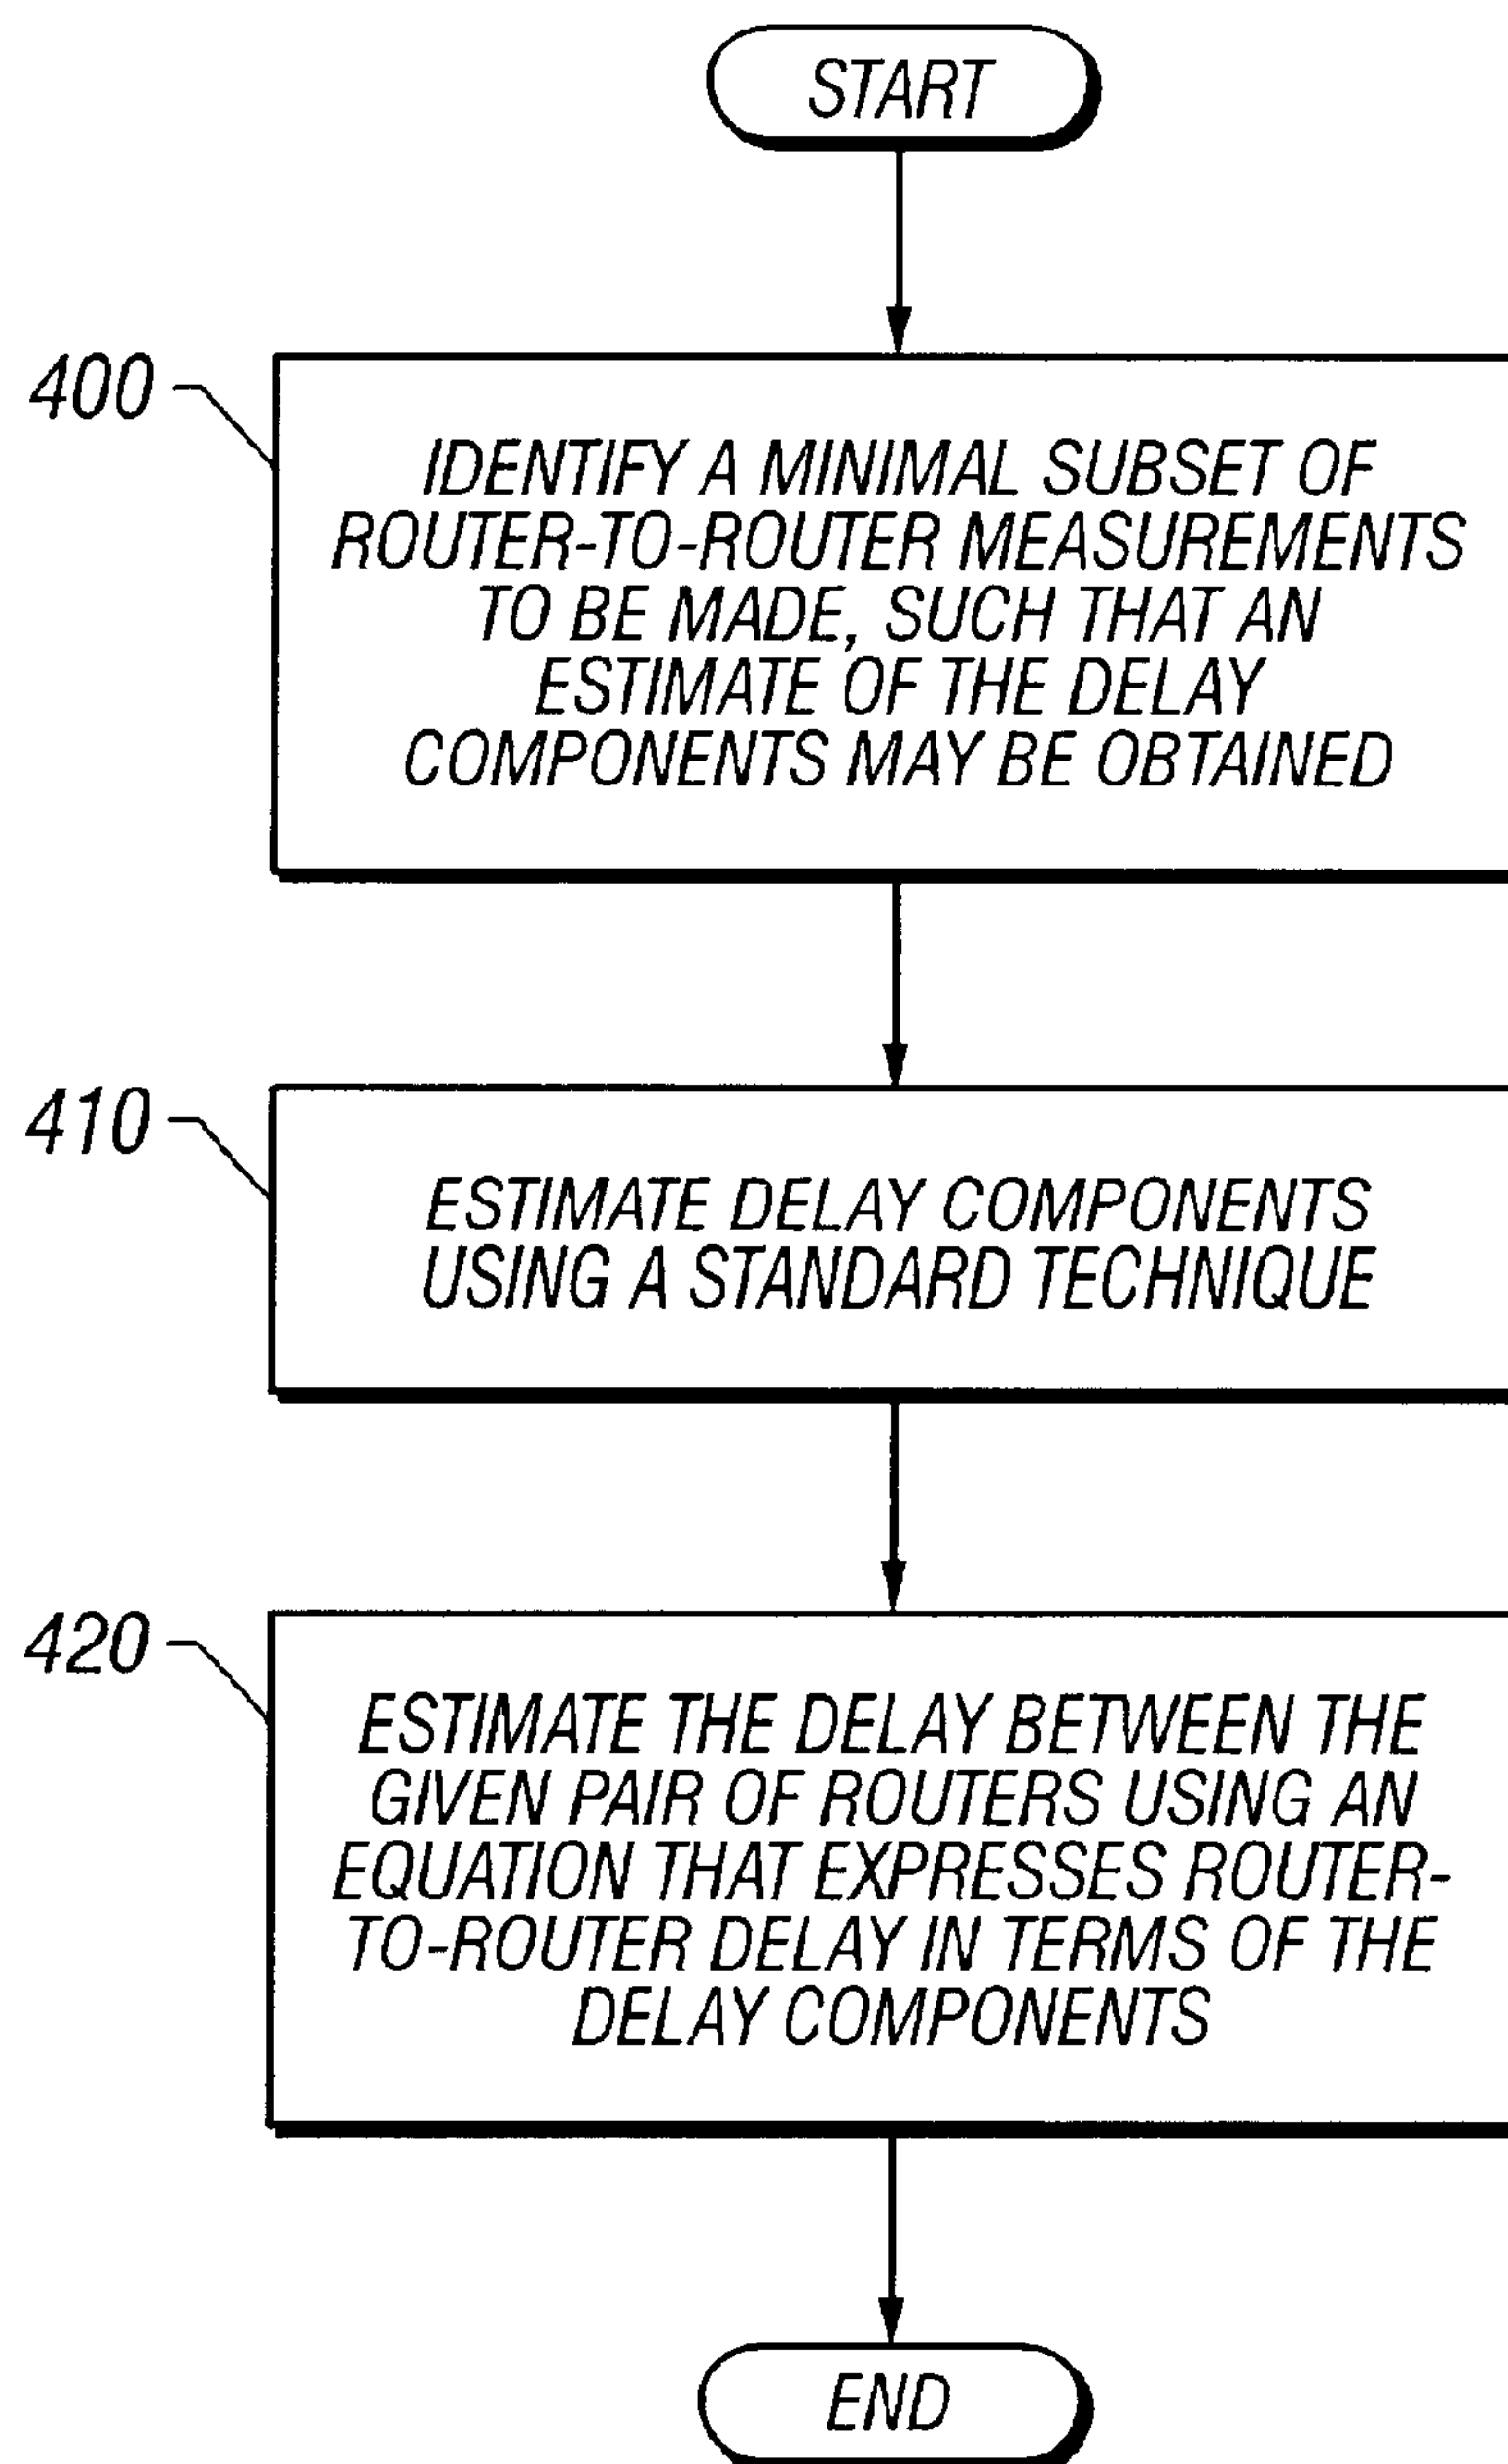 START
400
IDENTIFY A MINIMAL SUBSET OF
ROUTER-TO-ROUTER MEASUREMENTS
TO BE MADE, SUCH THAT AN
ESTIMATE OF THE DELAY
COMPONENTS MAY BE OBTAINED
410
ESTIMATE DELAY COMPONENTS
USING A STANDARD TECHNIQUE
420
ESTIMATE THE DELAY BETWEEN THE
GIVEN PAIR OF ROUTERS USING AN
EQUATION THAT EXPRESSES ROUTER-
TO-ROUTER DELAY IN TERMS OF THE
DELAY COMPONENTS
END